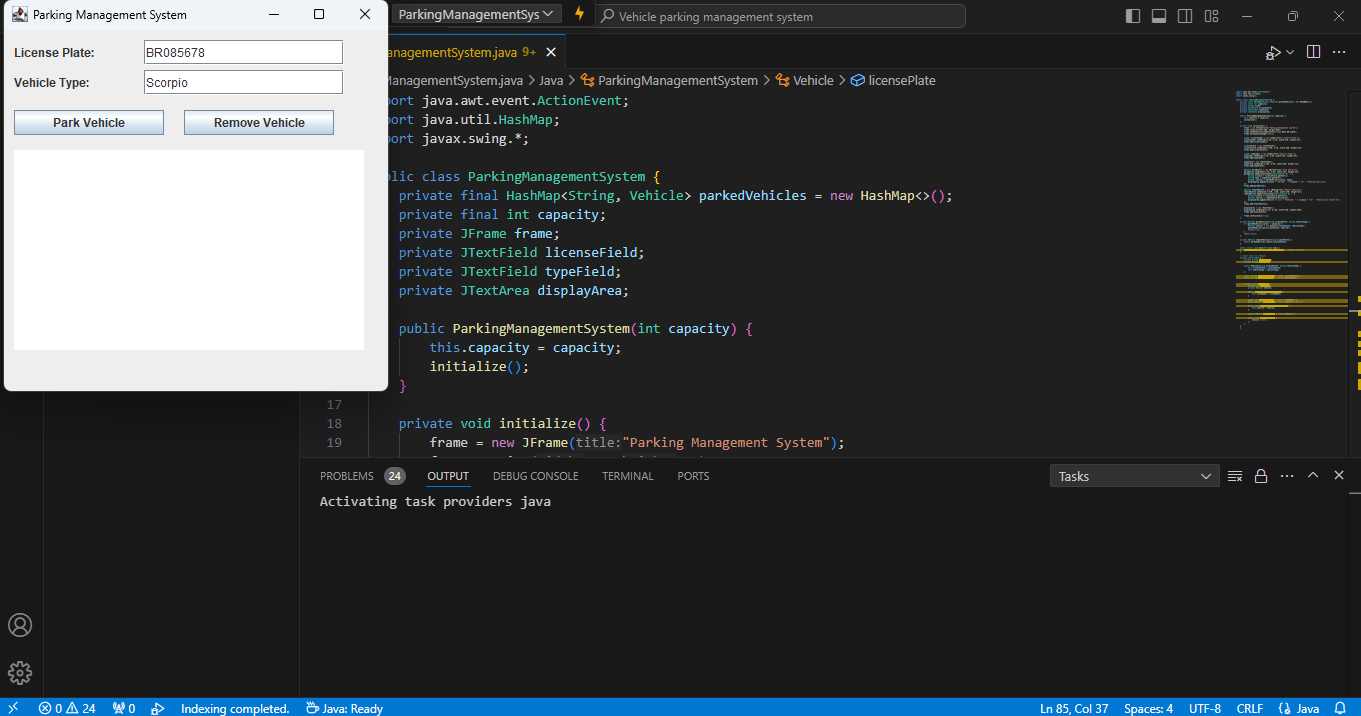 Parking Management System
License Plate: BR085678
Vehicle Type: Scorpio
Park Vehicle Remove Vehicle
ParkingManagementSys
Vehicle parking management system
anagementSystem.java 9+
ManagementSystem.java > Java > ParkingManagementSystem > Vehicle > licensePlate
ort java.awt.event.ActionEvent;
ort java.util.HashMap;
ort javax.swing.*;
lic class ParkingManagementSystem {
private final HashMap<String, Vehicle> parkedVehicles = new HashMap<>();
private final int capacity;
private JFrame frame;
private JTextField licenseField;
private JTextField typeField;
private JTextArea displayArea;
public ParkingManagementSystem(int capacity) {
this.capacity = capacity;
initialize();
}
17
18 private void initialize() {
19 frame = new JFrame(title:"Parking Management System");
PROBLEMS 24 OUTPUT DEBUG CONSOLE TERMINAL PORTS Tasks
Activating task providers java
0 24 0 Indexing completed. Java: Ready Ln 85, Col 37 Spaces: 4 UTF-8 CRLF {} Java